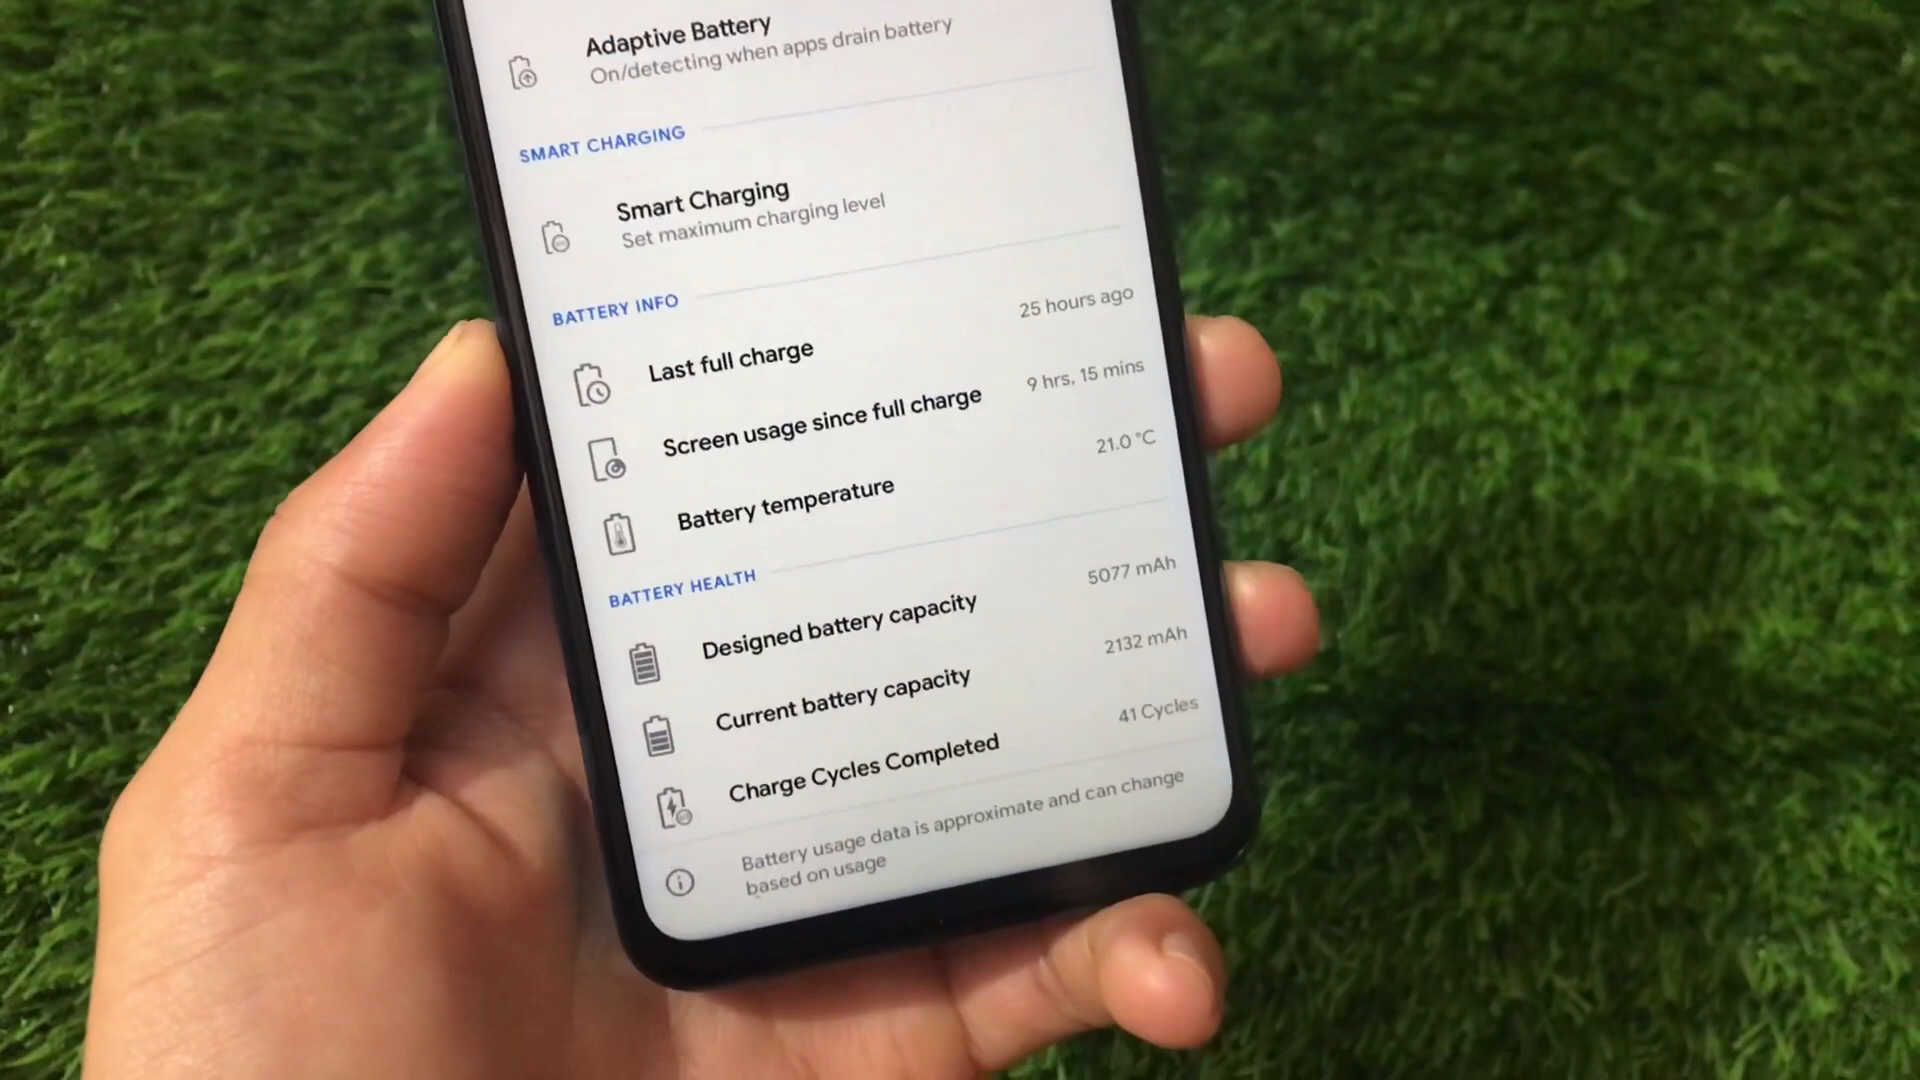 Adaptive Battery
On/detecting when apps drain battery
SMART CHARGING
Smart Charging
Set maximum charging level
BATTERY INFO
Last full charge
25 hours ago
Screen usage since full charge
9 hrs, 15 mins
Battery temperature
21.0 °C
BATTERY HEALTH
Designed battery capacity
5077 mAh
Current battery capacity
2132 mAh
Charge Cycles Completed
41 Cycles
Battery usage data is approximate and can change
based on usage